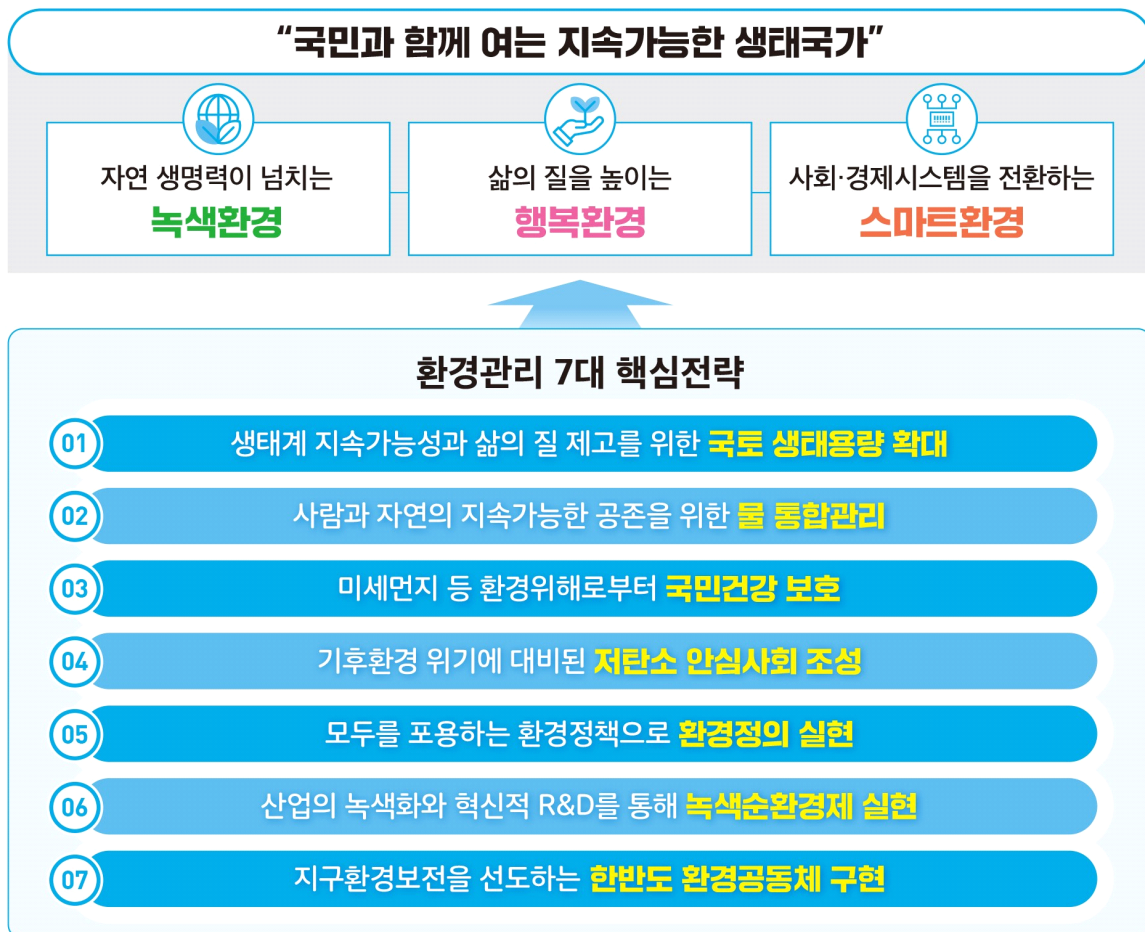 “국민과 함께 여는 지속가능한 생태국가”
자연 생명력이 넘치는
녹색환경
삶의 질을 높이는
행복환경
사회·경제시스템을 전환하는
스마트환경
환경관리 7대 핵심전략
01 생태계 지속가능성과 삶의 질 제고를 위한 국토 생태용량 확대
02 사람과 자연의 지속가능한 공존을 위한 물 통합관리
03 미세먼지 등 환경위해로부터 국민건강 보호
04 기후환경 위기에 대비된 저탄소 안심사회 조성
05 모두를 포용하는 환경정책으로 환경정의 실현
06 산업의 녹색화와 혁신적 R&D를 통해 녹색순환경제 실현
07 지구환경보전을 선도하는 한반도 환경공동체 구현